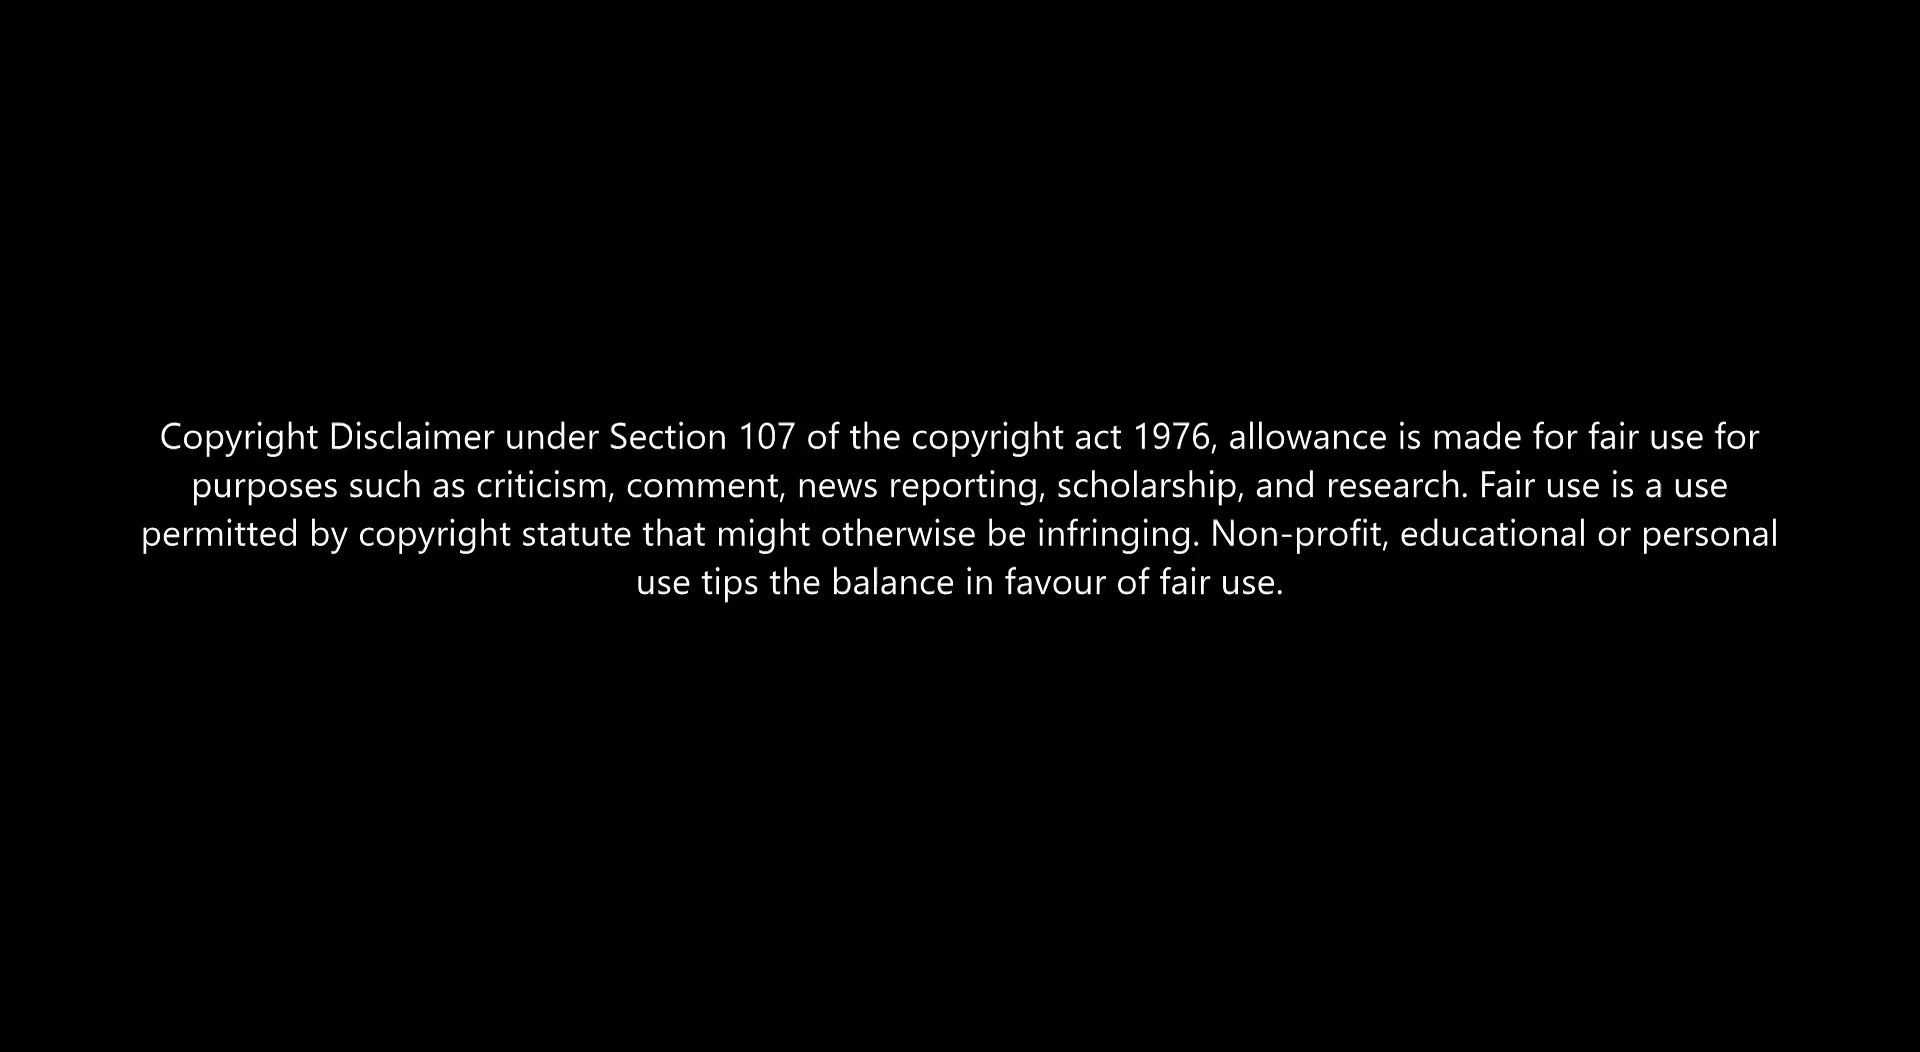 Copyright Disclaimer under Section 107 of the copyright act 1976, allowance is made for fair use for
purposes such as criticism, comment, news reporting, scholarship, and research. Fair use is a use
permitted by copyright statute that might otherwise be infringing. Non-profit, educational or personal
use tips the balance in favour of fair use.